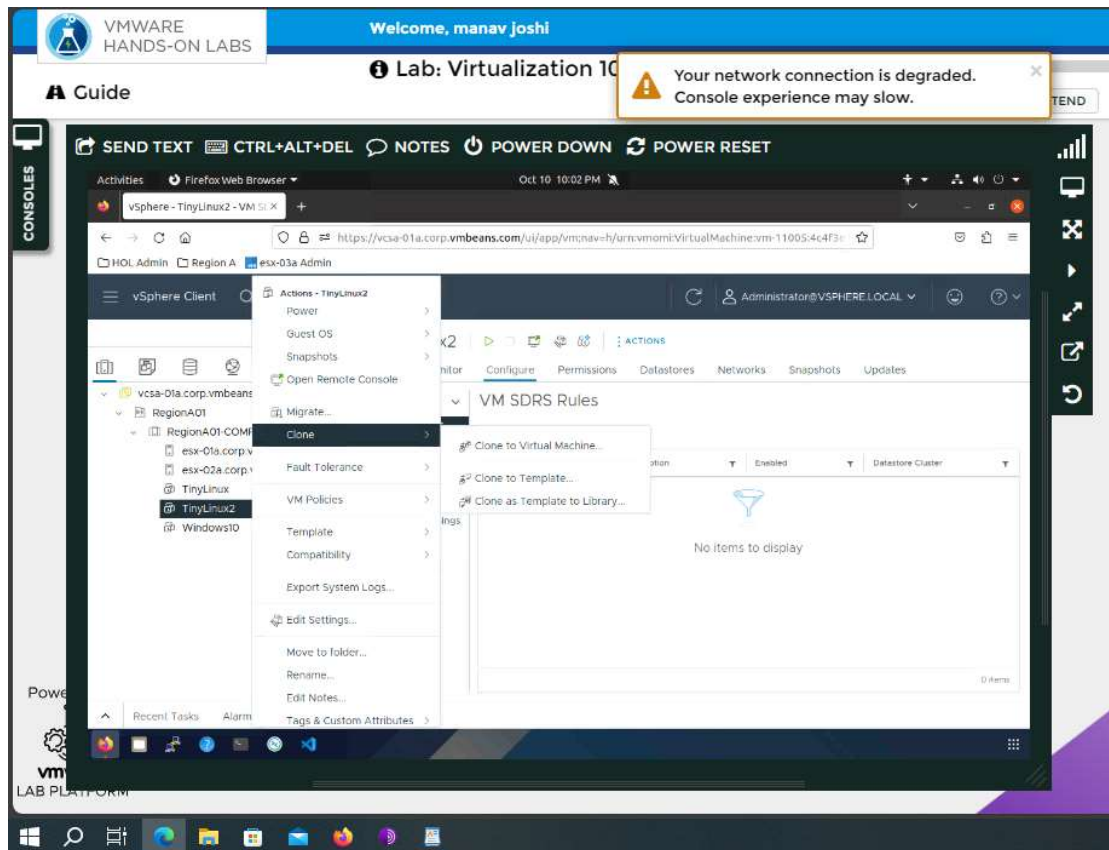 VMWARE
HANDS-ON LABS
Welcome, manav joshi
Guide
Lab: Virtualization 10
Your network connection is degraded.
Console experience may slow.
TEND
CONSOLES
SEND TEXT CTRL+ALT+DEL NOTES POWER DOWN POWER RESET
Activities Firefox Web Browser Oct 10 10:02 PM
vSphere - TinyLinux2 - VM
https://vcsa-01a.corp.vmbeans.com/ui/app/vm;nav=h/urn:vmomi:VirtualMachine:vm-11005:4c4f3
HOL Admin Region A esx-03a Admin
vSphere Client
Administrator@VSPHERE.LOCAL
Actions - TinyLinux2
Power
Guest OS
Snapshots
Open Remote Console
Migrate...
Clone
Fault Tolerance
VM Policies
Template
Compatibility
Export System Logs...
Edit Settings...
Move to folder...
Rename...
Edit Notes...
Tags & Custom Attributes
Clone to Virtual Machine...
Clone to Template...
Clone as Template to Library...
x2 ACTIONS
nitor Configure Permissions Datastores Networks Snapshots Updates
vcsa-01a.corp.vmbeans
RegionA01
RegionA01-COMP
esx-01a.corp.v
esx-02a.corp.v
TinyLinux
TinyLinux2
Windows10
VM SDRS Rules
ption Enabled Datastore Cluster
ings
No items to display
0 items
Recent Tasks Alarm
Powe
vm
LAB PLATFORM